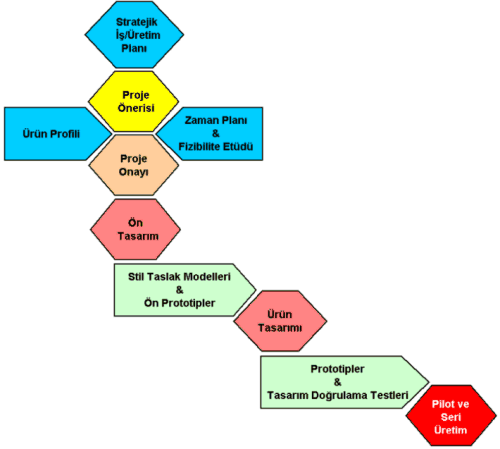 Stratejik
İş/Üretim
Planı
Proje
Önerisi
Ürün Profili
Zaman Planı
&
Fizibilite Etüdü
Proje
Onayı
Ön
Tasarım
Stil Taslak Modelleri
&
Ön Prototipler
Ürün
Tasarımı
Prototipler
&
Tasarım Doğrulama Testleri
Pilot ve
Seri
Üretim